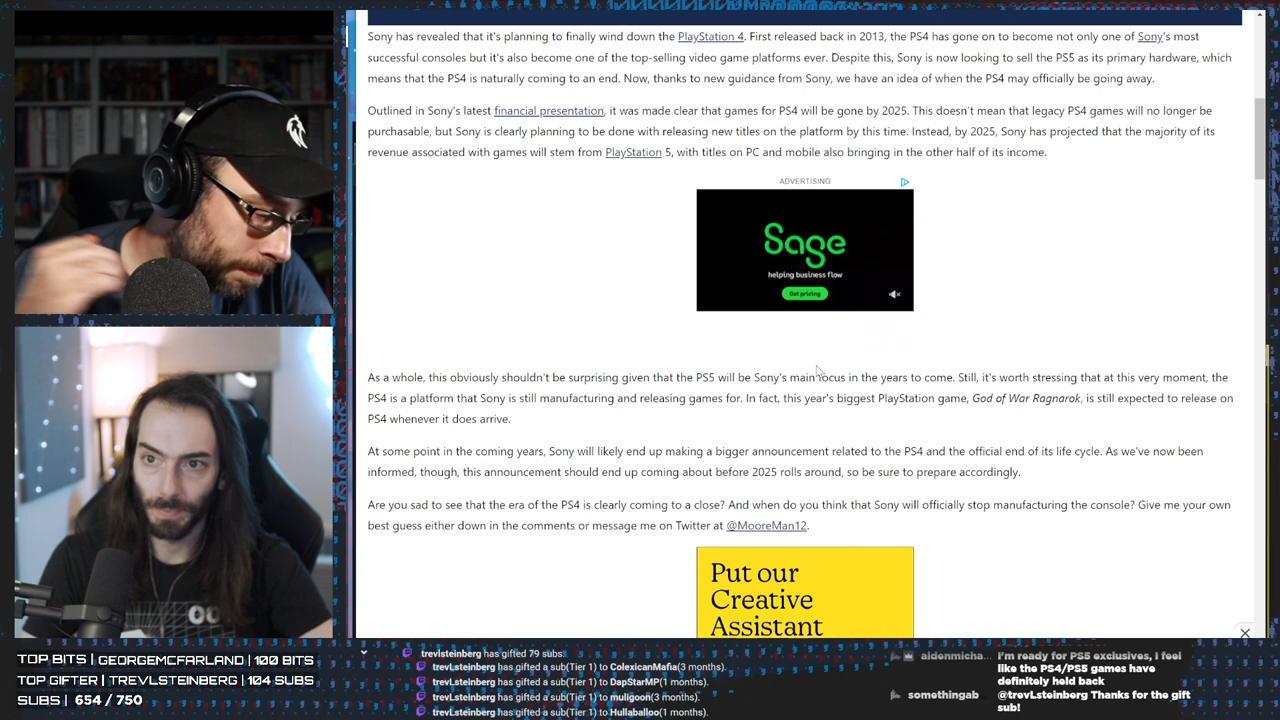 Sony has revealed that it's planning to finally wind down the PlayStation 4. First released back in 2013, the PS4 has gone on to become not only one of Sony's most
successful consoles but it's also become one of the top-selling video game platforms ever. Despite this, Sony is now looking to sell the PS5 as its primary hardware, which
means that the PS4 is naturally coming to an end. Now, thanks to new guidance from Sony, we have an idea of when the PS4 may officially be going away.
Outlined in Sony's latest financial presentation, it was made clear that games for PS4 will be gone by 2025. This doesn't mean that legacy PS4 games will no longer be
purchasable, but Sony is clearly planning to be done with releasing new titles on the platform by this time. Instead, by 2025, Sony has projected that the majority of its
revenue associated with games will stem from PlayStation 5, with titles on PC and mobile also bringing in the other half of its income.
ADVERTISING
Sage
helping business flow
Get pricing
As a whole, this obviously shouldn't be surprising given that the PS5 will be Sony's main focus in the years to come. Still, it's worth stressing that at this very moment, the
PS4 is a platform that Sony is still manufacturing and releasing games for. In fact, this year's biggest PlayStation game, God of War Ragnarok, is still expected to release on
PS4 whenever it does arrive.
At some point in the coming years, Sony will likely end up making a bigger announcement related to the PS4 and the official end of its life cycle. As we've now been
informed, though, this announcement should end up coming about before 2025 rolls around, so be sure to prepare accordingly.
Are you sad to see that the era of the PS4 is clearly coming to a close? And when do you think that Sony will officially stop manufacturing the console? Give me your own
best guess either down in the comments or message me on Twitter at @MooreMan12.
Put our
Creative
Assistant
TOP BITS | GEORGEMCFARLAND | 100 BITS
TOP GIFTER | TREVLSTEINBERG | 104 SUBS
SUBS | 654 / 750
trevlsteinberg has gifted 79 subs.
trevLsteinberg has gifted a sub(Tier 1) to ColexicanMafia(3 months).
trevLsteinberg has gifted a sub(Tier 1) to DapStarMP(1 months).
trevLsteinberg has gifted a sub(Tier 1) to muligoon(3 months).
trevLsteinberg has gifted a sub(Tier 1) to Hullaballoo(1 months).
aidenmicha... I'm ready for PS5 exclusives, I feel
like the PS4/PS5 games have
definitely held back
somethingab @trevLsteinberg Thanks for the gift
sub!